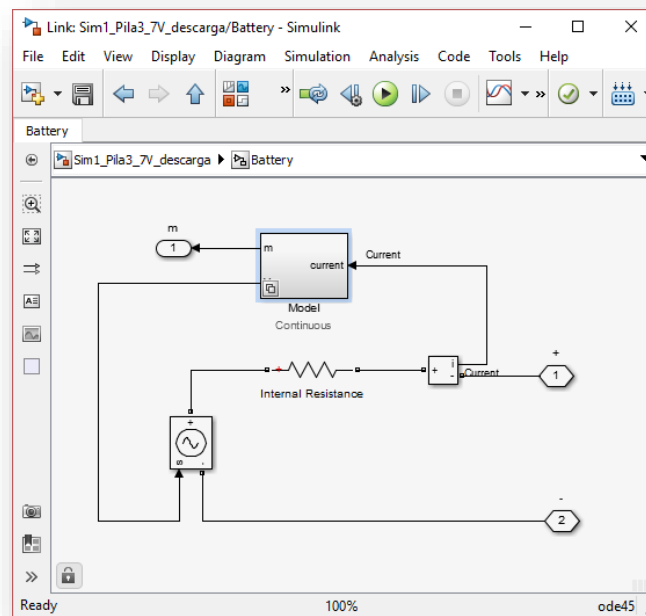 Link: Sim1_Pila3_7V_descarga/Battery - Simulink
File Edit View Display Diagram Simulation Analysis Code Tools Help
Battery
Sim1_Pila3_7V_descarga Battery
m
1
m
current
Current
Model
Continuous
Internal Resistance
+
i
-
Current
+
1
+
s
-
-
2
Ready 100% ode45